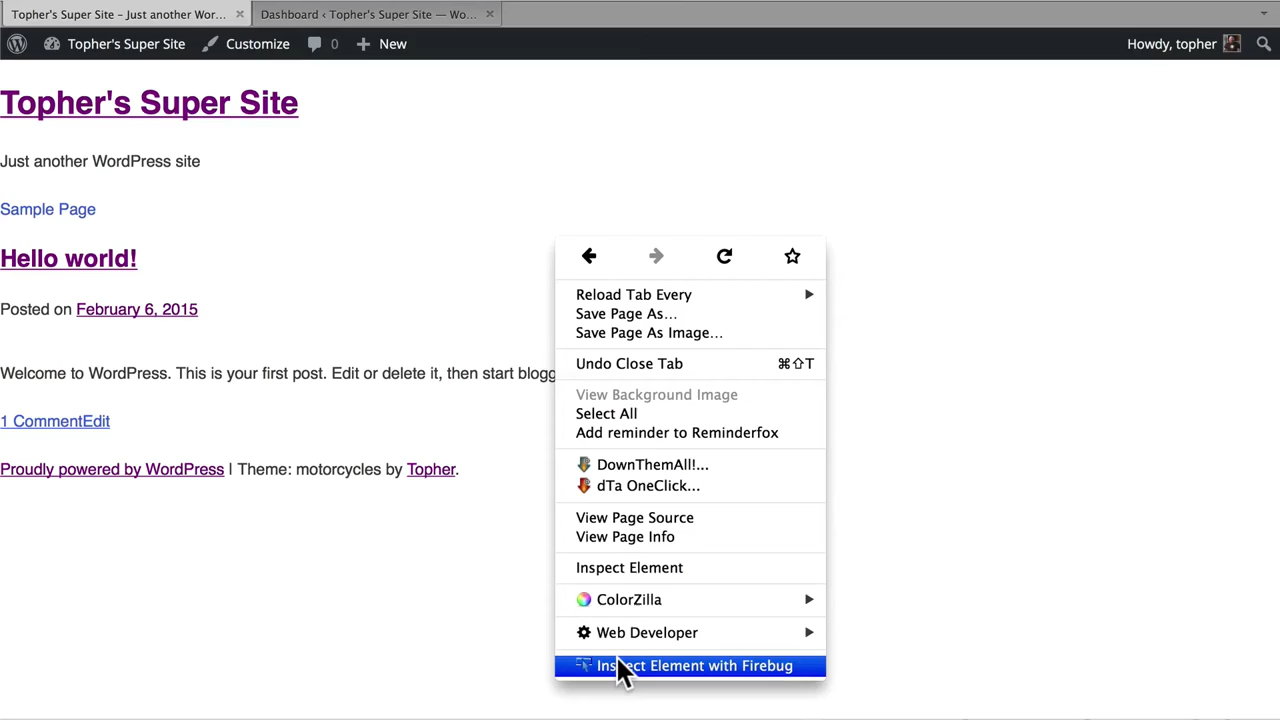 Topher's Super Site – Just another Wor...
Dashboard ‹ Topher's Super Site — Wo...
Topher's Super Site
Customize
0
New
Howdy, topher
Topher's Super Site
Just another WordPress site
Sample Page
Hello world!
Posted on February 6, 2015
Welcome to WordPress. This is your first post. Edit or delete it, then start blogg
1 CommentEdit
Proudly powered by WordPress | Theme: motorcycles by Topher.
Reload Tab Every
Save Page As...
Save Page As Image...
Undo Close Tab ⌘⇧T
View Background Image
Select All
Add reminder to Reminderfox
DownThemAll!...
dTa OneClick...
View Page Source
View Page Info
Inspect Element
ColorZilla
Web Developer
Inspect Element with Firebug